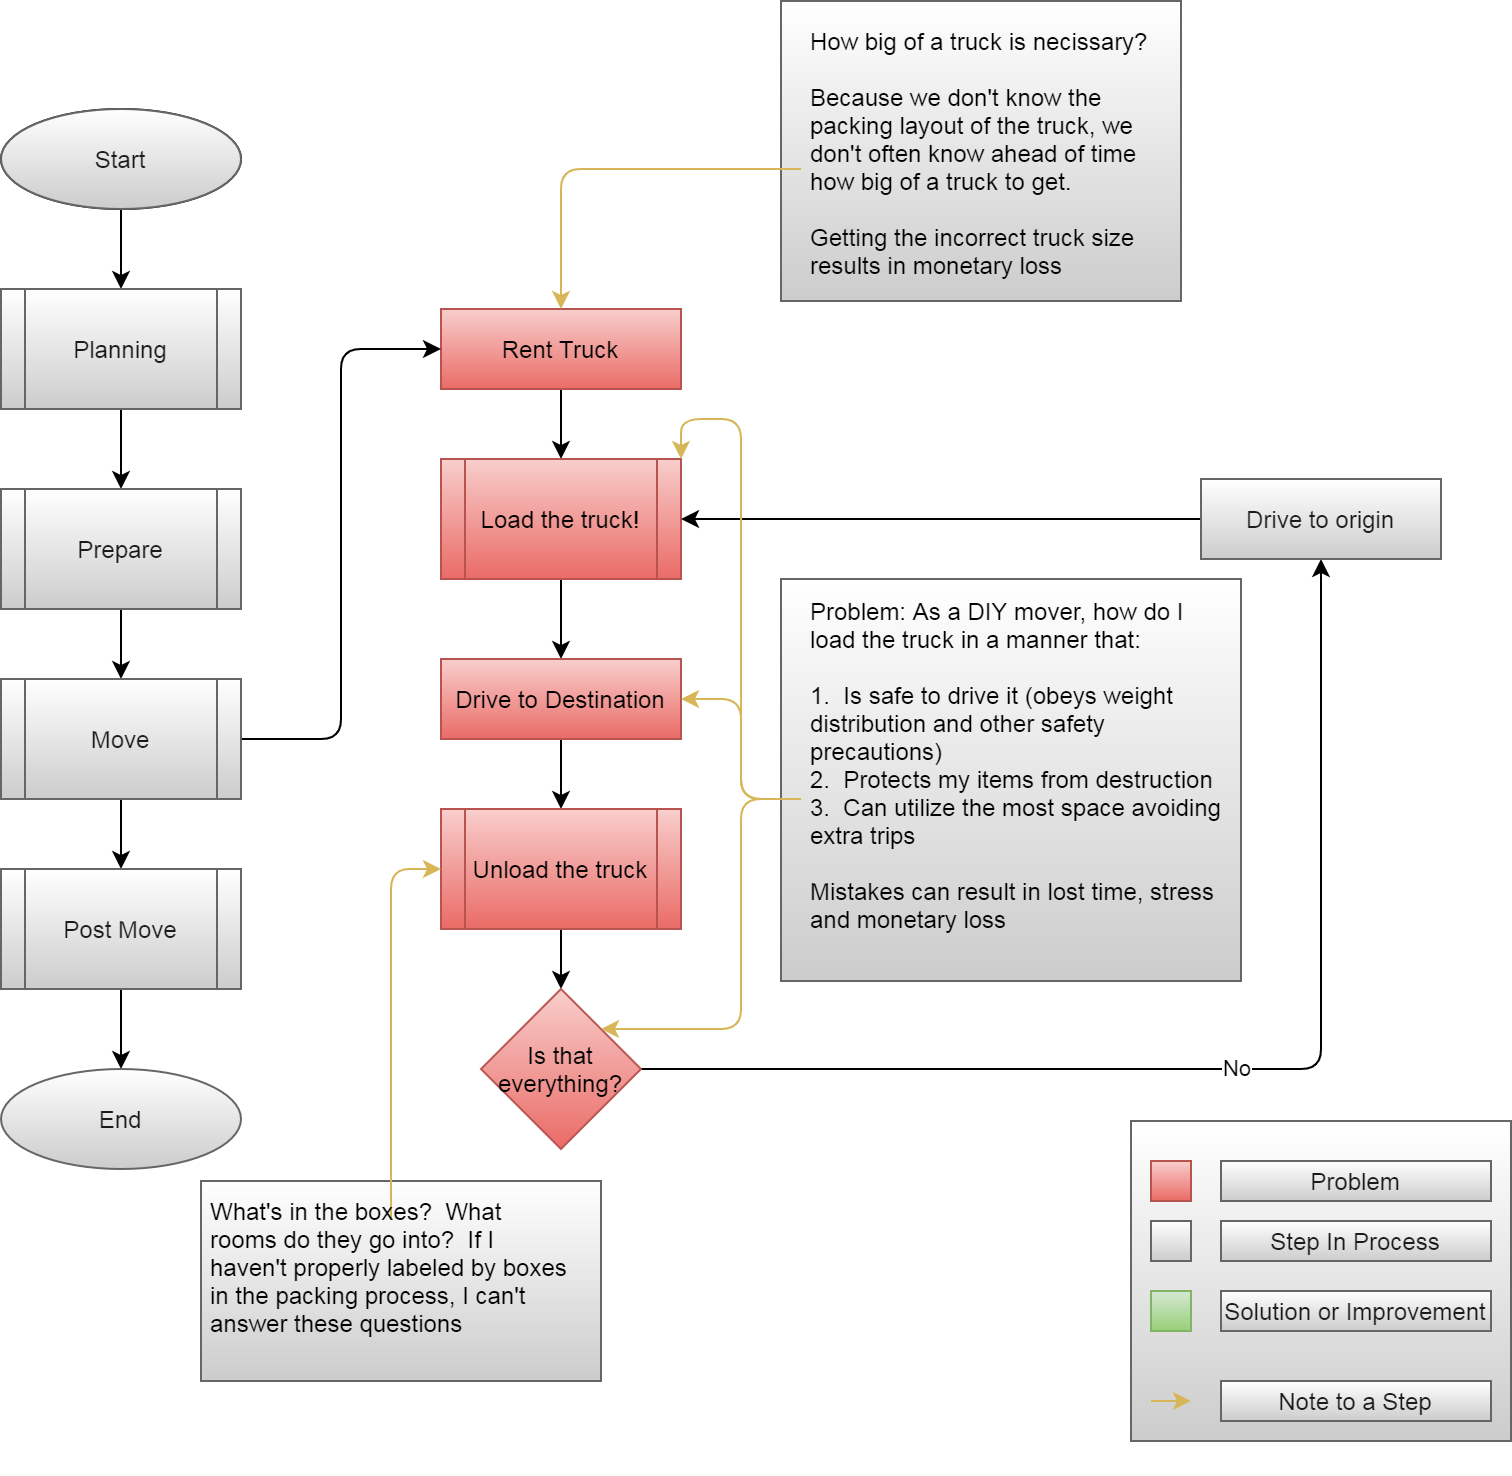 How big of a truck is necissary?
Because we don't know the
packing layout of the truck, we
don't often know ahead of time
how big of a truck to get.
Getting the incorrect truck size
results in monetary loss
Start
Planning
Prepare
Move
Post Move
End
Rent Truck
Load the truck!
Drive to Destination
Unload the truck
Is that
everything?
No
Drive to origin
Problem: As a DIY mover, how do I
load the truck in a manner that:
1.  Is safe to drive it (obeys weight
distribution and other safety
precautions)
2.  Protects my items from destruction
3.  Can utilize the most space avoiding
extra trips
Mistakes can result in lost time, stress
and monetary loss
What's in the boxes?  What
rooms do they go into?  If I
haven't properly labeled by boxes
in the packing process, I can't
answer these questions
Problem
Step In Process
Solution or Improvement
Note to a Step